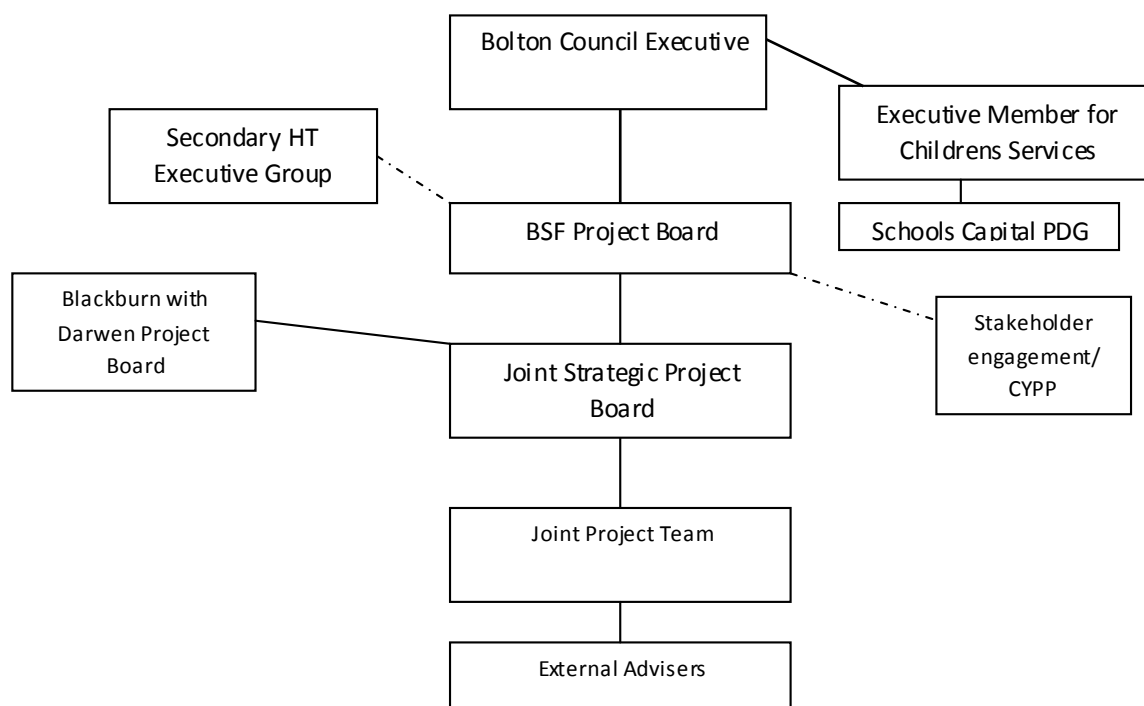 Bolton Council Executive
Executive Member for
Childrens Services
Secondary HT
Executive Group
BSF Project Board
Schools Capital PDG
Blackburn with
Darwen Project
Board
Stakeholder
engagement/
CYPP
Joint Strategic Project
Board
Joint Project Team
External Advisers